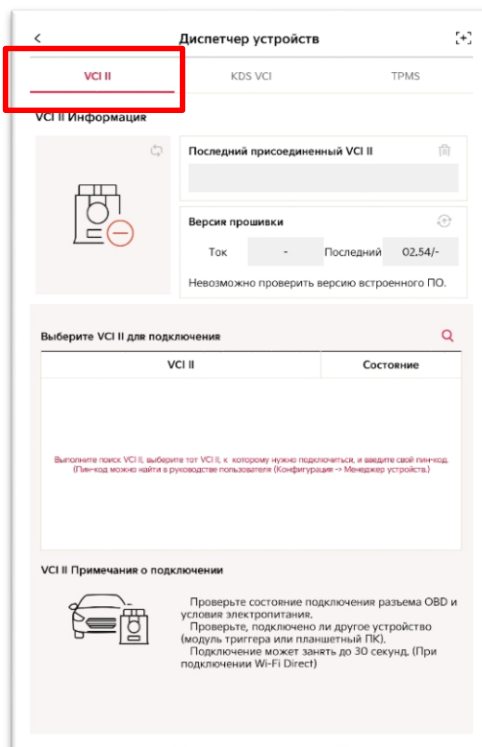 Диспетчер устройств
VCI II
KDS VCI
TPMS
VCI II Информация
Последний присоединенный VCI II
Версия прошивки
Ток
-
Последний
02.54/-
Невозможно проверить версию встроенного ПО.
Выберите VCI II для подключения
VCI II
Состояние
Выполните поиск VCI II, выберите тот VCI II, к которому нужно подключиться, и введите свой пин-код.
(Пин-код можно найти в руководстве пользователя (Конфигурация -> Менеджер устройств.)
VCI II Примечания о подключении
Проверьте состояние подключения разъема OBD и
условия электропитания.
Проверьте, подключено ли другое устройство
(модуль триггера или планшетный ПК).
Подключение может занять до 30 секунд. (При
подключении Wi-Fi Direct)